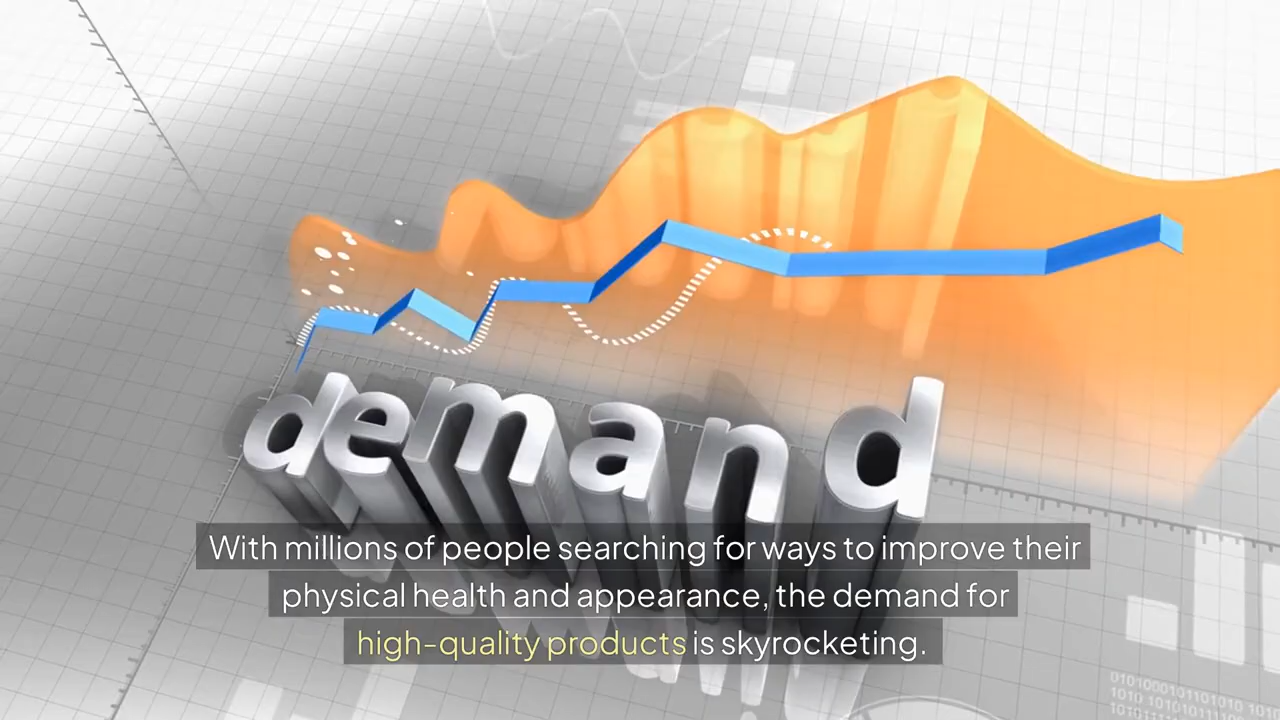 demand
With millions of people searching for ways to improve their
physical health and appearance, the demand for
high-quality products is skyrocketing.